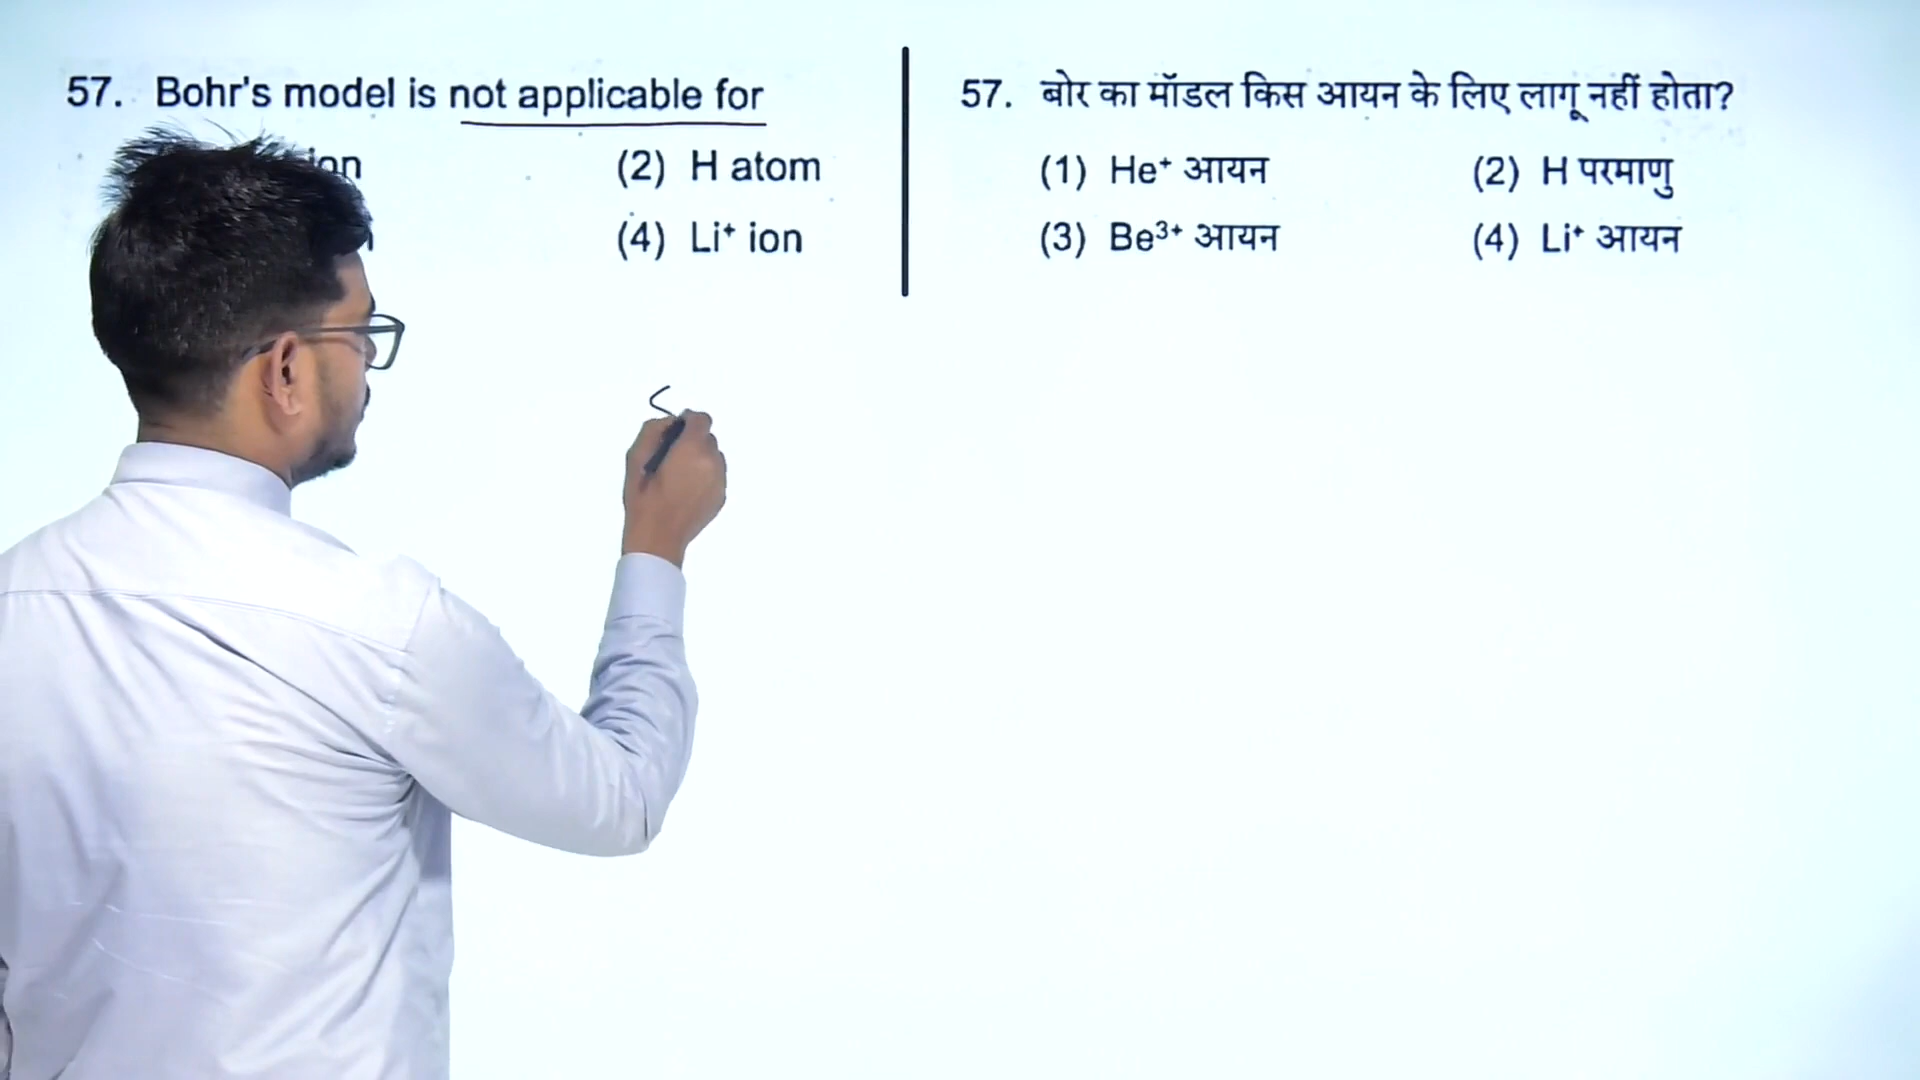 57. Bohr's model is not applicable for
ion (2) H atom
(4) Li⁺ ion
57. बोर का मॉडल किस आयन के लिए लागू नहीं होता?
(1) He⁺ आयन (2) H परमाणु
(3) Be³⁺ आयन (4) Li⁺ आयन